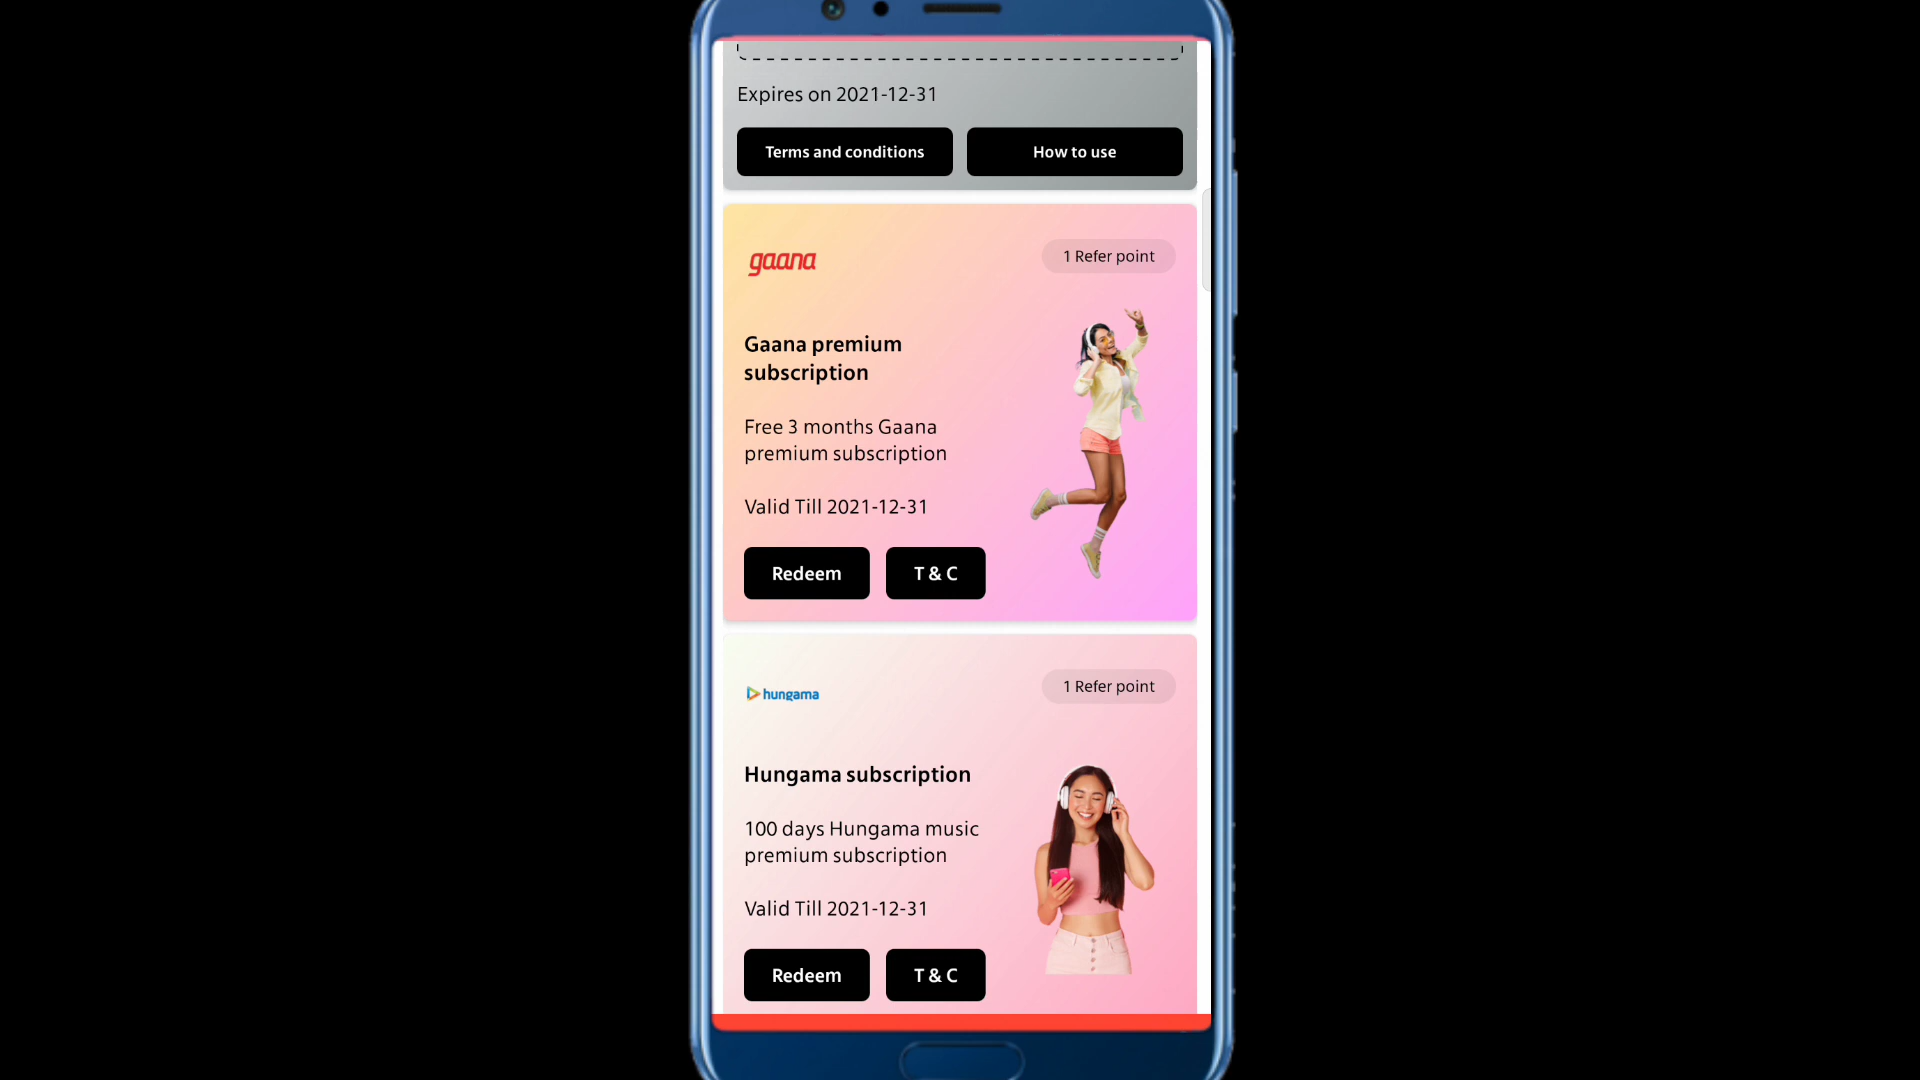 Expires on 2021-12-31
Terms and conditions
How to use
gaana
1 Refer point
Gaana premium
subscription
Free 3 months Gaana
premium subscription
Valid Till 2021-12-31
Redeem
T & C
hungama
1 Refer point
Hungama subscription
100 days Hungama music
premium subscription
Valid Till 2021-12-31
Redeem
T & C